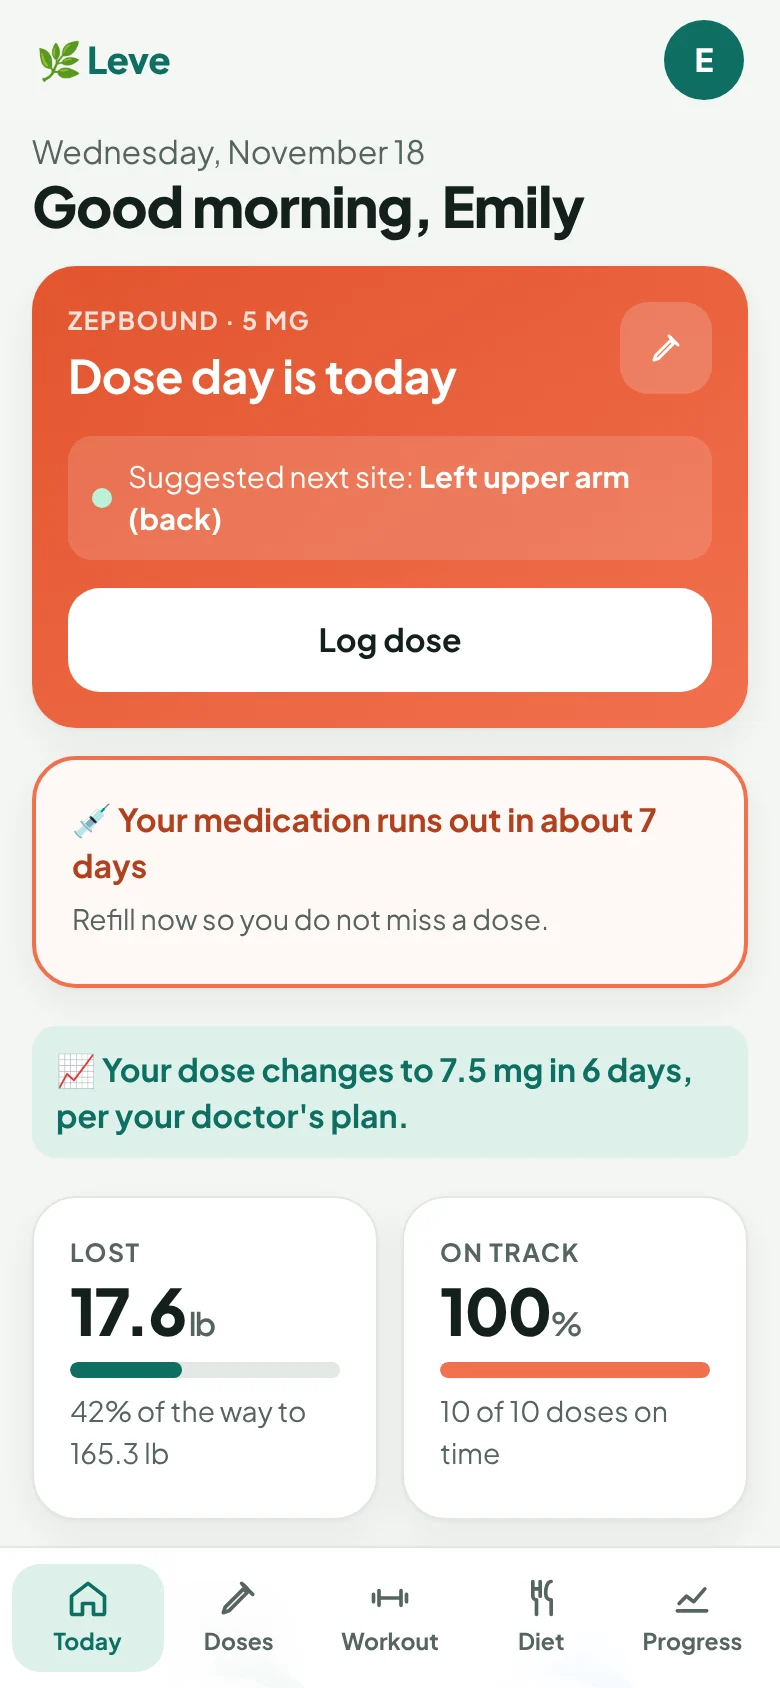 Leve
E
Wednesday, November 18
Good morning, Emily
ZEPBOUND · 5 MG
Dose day is today
Suggested next site: Left upper arm
(back)
Log dose
Your medication runs out in about 7
days
Refill now so you do not miss a dose.
Your dose changes to 7.5 mg in 6 days,
per your doctor's plan.
LOST
17.6 lb
42% of the way to
165.3 lb
ON TRACK
100%
10 of 10 doses on
time
Today
Doses
Workout
Diet
Progress